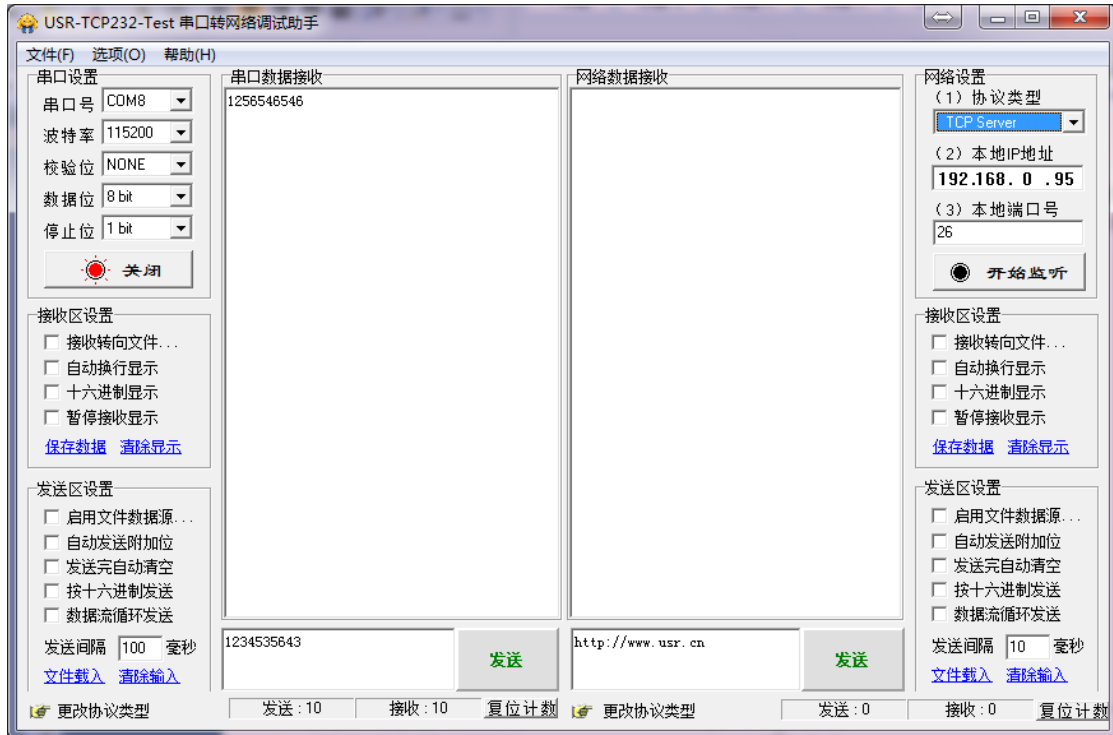 USR-TCP232-Test 串口转网络调试助手
文件(F) 选项(O) 帮助(H)
串口设置
串口号 COM8
波特率 115200
校验位 NONE
数据位 8 bit
停止位 1 bit
关闭
接收区设置
接收转向文件...
自动换行显示
十六进制显示
暂停接收显示
保存数据 清除显示
发送区设置
启用文件数据源...
自动发送附加位
发送完自动清空
按十六进制发送
数据流循环发送
发送间隔 100 毫秒
文件载入 清除输入
串口数据接收
1256546546
1234535643
发送
网络数据接收
http://www.usr.cn
发送
网络设置
(1) 协议类型
TCP Server
(2) 本地IP地址
192.168. 0 .95
(3) 本地端口号
26
开始监听
接收区设置
接收转向文件...
自动换行显示
十六进制显示
暂停接收显示
保存数据 清除显示
发送区设置
启用文件数据源...
自动发送附加位
发送完自动清空
按十六进制发送
数据流循环发送
发送间隔 10 毫秒
文件载入 清除输入
更改协议类型 发送:10 接收:10 复位计数 更改协议类型 发送:0 接收:0 复位计数